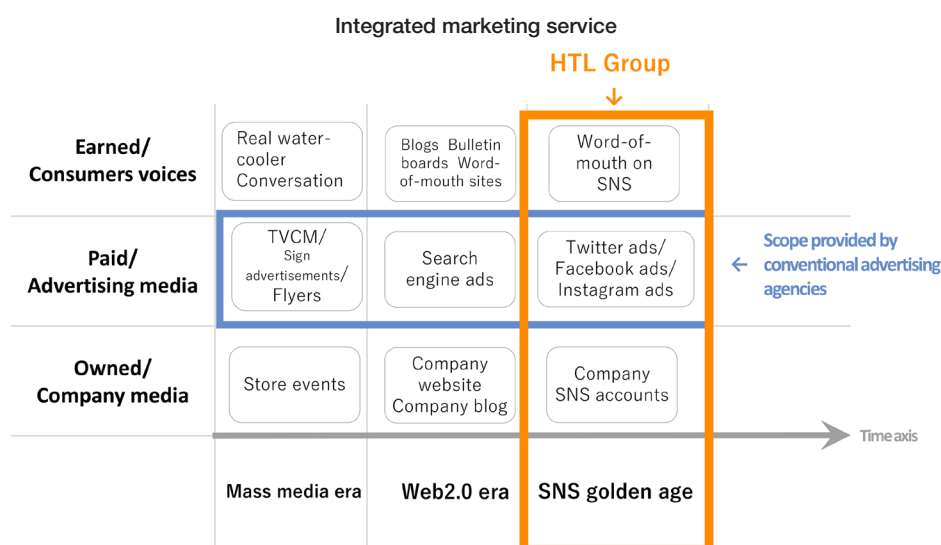 Integrated marketing service
HTL Group
↓
Earned/
Consumers voices
Real water-
cooler
Conversation
Blogs Bulletin
boards Word-
of-mouth sites
Word-of-
mouth on
SNS
Paid/
Advertising media
TVCM/
Sign
advertisements/
Flyers
Search
engine ads
Twitter ads/
Facebook ads/
Instagram ads
← Scope provided by
conventional advertising
agencies
Owned/
Company media
Store events
Company
website
Company blog
Company
SNS accounts
Time axis
Mass media era
Web2.0 era
SNS golden age